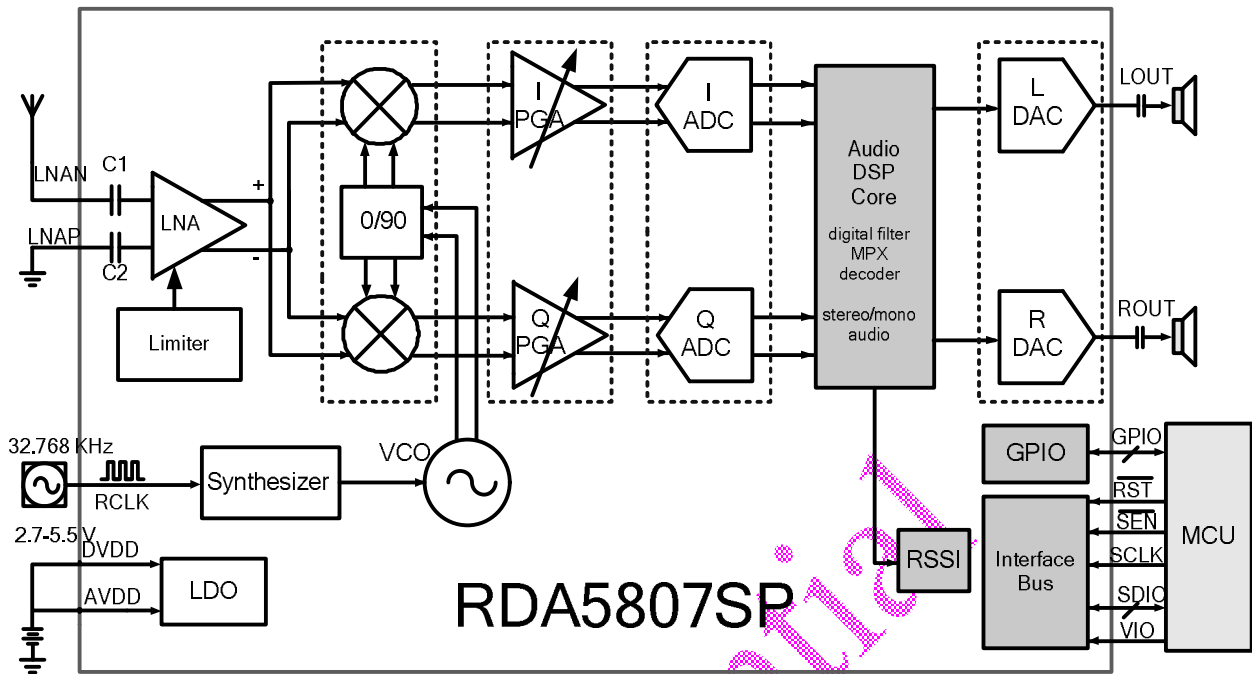 I
PGA
I
ADC
L
DAC
LOUT
Audio
DSP
Core
digital filter
MPX
decoder
stereo/mono
audio
LNAN
C1
LNA
+
-
LNAP
C2
0/90
Limiter
Q
PGA
Q
ADC
R
DAC
ROUT
32.768 KHz
RCLK
Synthesizer
VCO
GPIO
GPIO
RST
SEN
SCLK
SDIO
VIO
MCU
Interface
Bus
RSSI
2.7-5.5 V
DVDD
AVDD
LDO
RDA5807SP